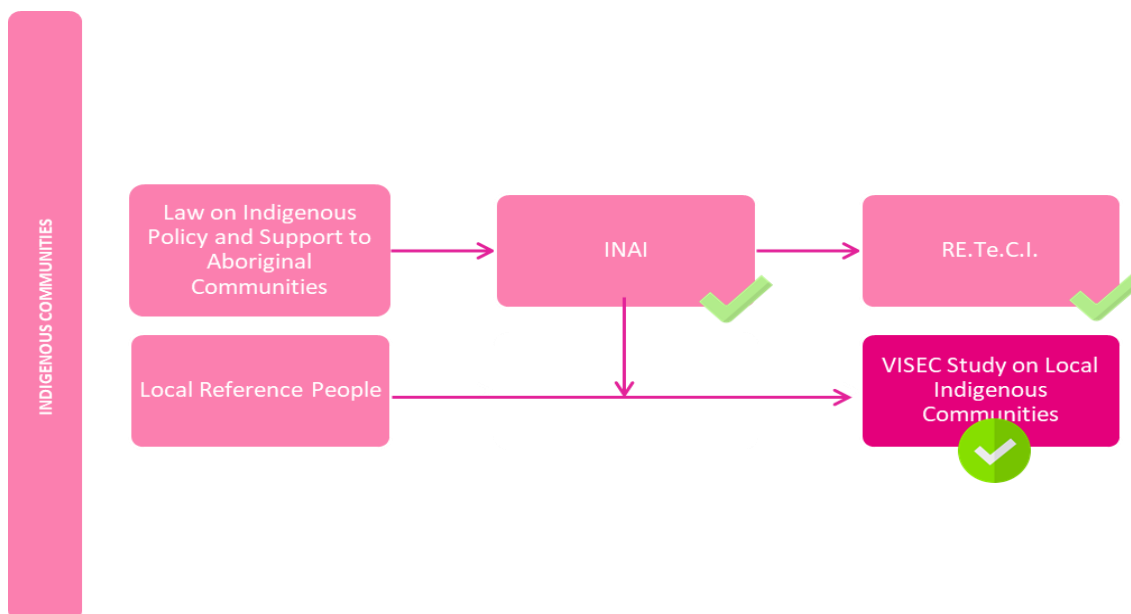 INDIGENOUS COMMUNITIES
Law on Indigenous
Policy and Support to
Aboriginal
Communities
INAI
RE.Te.C.I.
Local Reference People
VISEC Study on Local
Indigenous
Communities